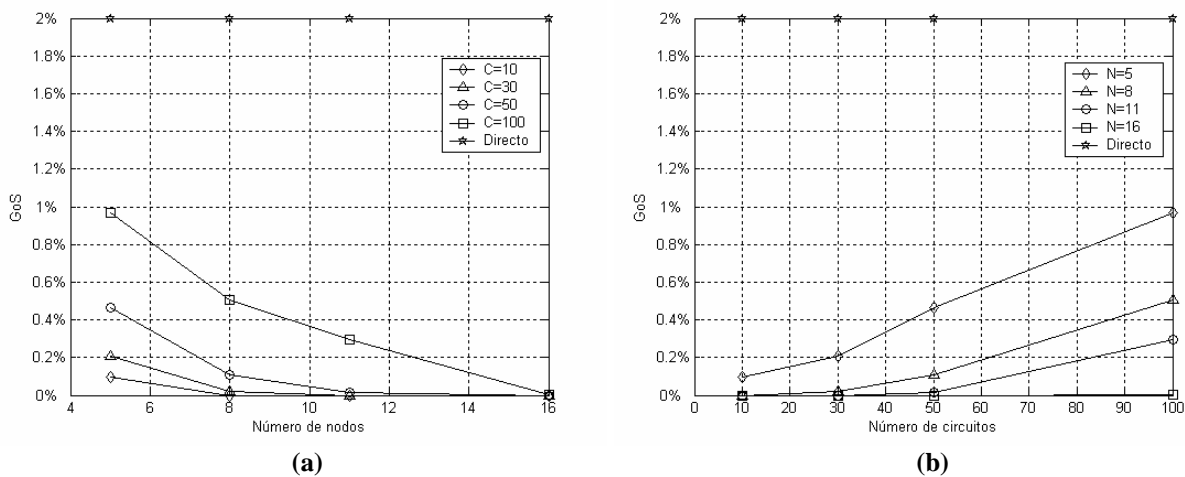 2%
1.8%
1.6%
1.4%
1.2%
1%
0.8%
0.6%
0.4%
0.2%
0%
GoS
4 6 8 10 12 14 16
Número de nodos
C=10
C=30
C=50
C=100
Directo
(a)
2%
1.8%
1.6%
1.4%
1.2%
1%
0.8%
0.6%
0.4%
0.2%
0%
GoS
0 10 20 30 40 50 60 70 80 90 100
Número de circuitos
N=5
N=8
N=11
N=16
Directo
(b)